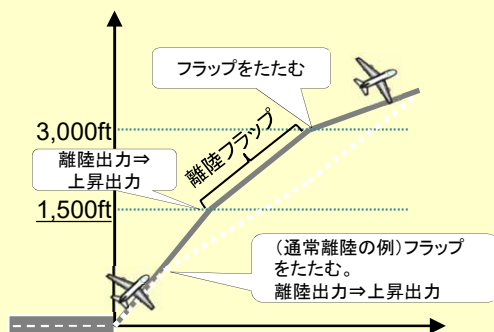 フラップをたたむ
3,000ft
離陸フラップ
離陸出力⇒
上昇出力
1,500ft
（通常離陸の例）フラップ
をたたむ。
離陸出力⇒上昇出力